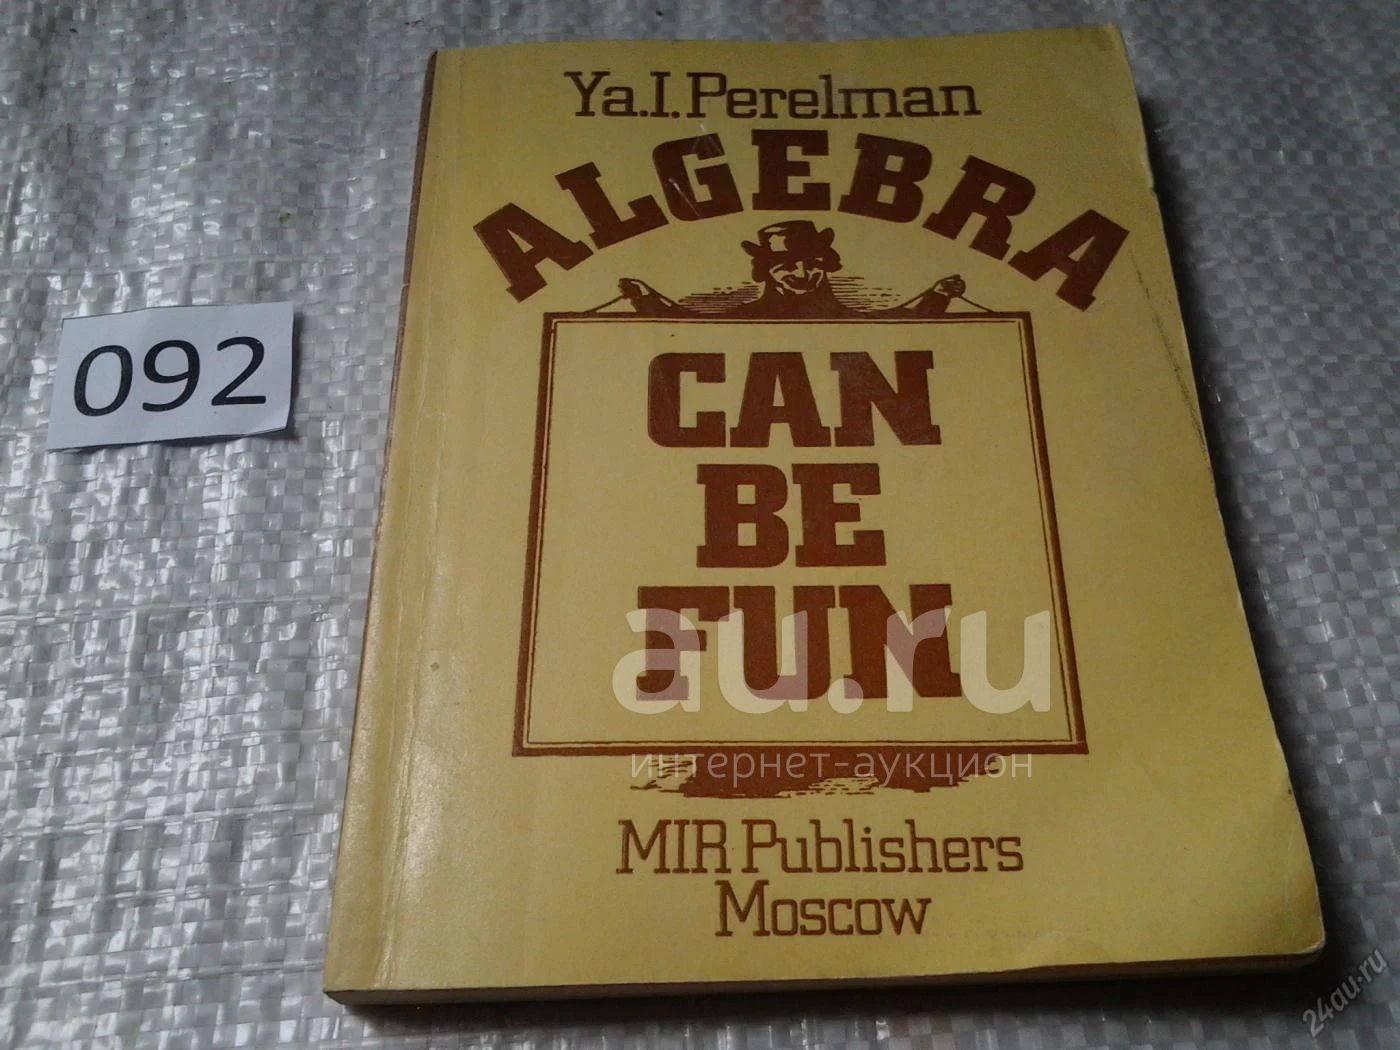 Ya.I.Perelman
ALGEBRA
CAN
BE
FUN
MIR Publishers
Moscow
092
au.ru
интернет-аукцион
24au.ru